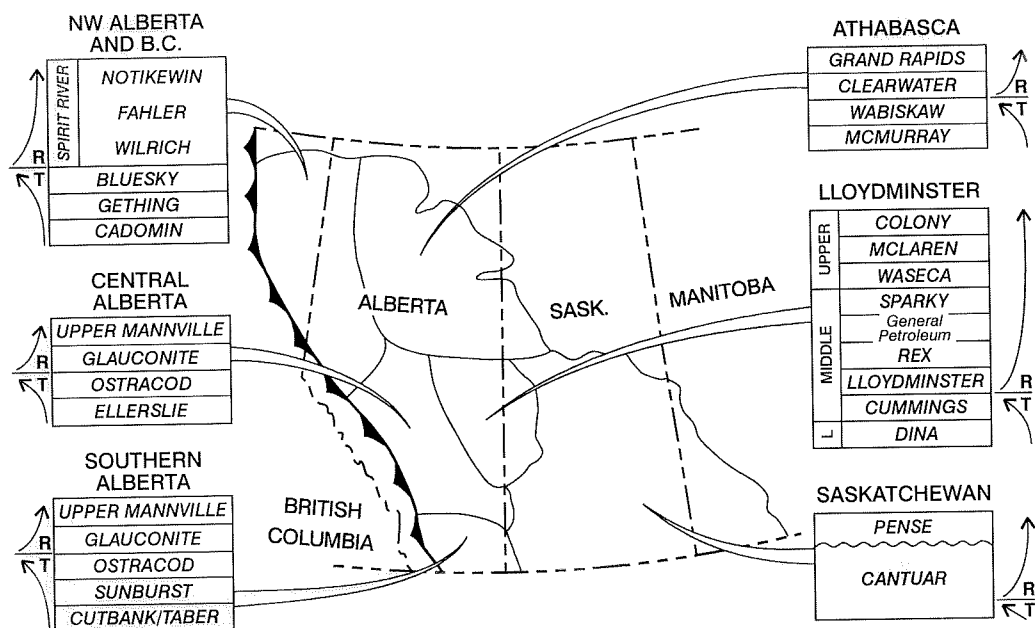 NW ALBERTA
AND B.C.
SPIRIT RIVER
NOTIKEWIN
FAHLER
WILRICH
BLUESKY
GETHING
CADOMIN
R
T
CENTRAL
ALBERTA
UPPER MANNVILLE
GLAUCONITE
OSTRACOD
ELLERSLIE
R
T
SOUTHERN
ALBERTA
UPPER MANNVILLE
GLAUCONITE
OSTRACOD
SUNBURST
CUTBANK/TABER
R
T
ALBERTA
SASK.
MANITOBA
BRITISH
COLUMBIA
ATHABASCA
GRAND RAPIDS
CLEARWATER
WABISKAW
MCMURRAY
R
T
LLOYDMINSTER
UPPER
COLONY
MCLAREN
WASECA
MIDDLE
SPARKY
General
Petroleum
REX
LLOYDMINSTER
CUMMINGS
L
DINA
R
T
SASKATCHEWAN
PENSE
CANTUAR
R
T